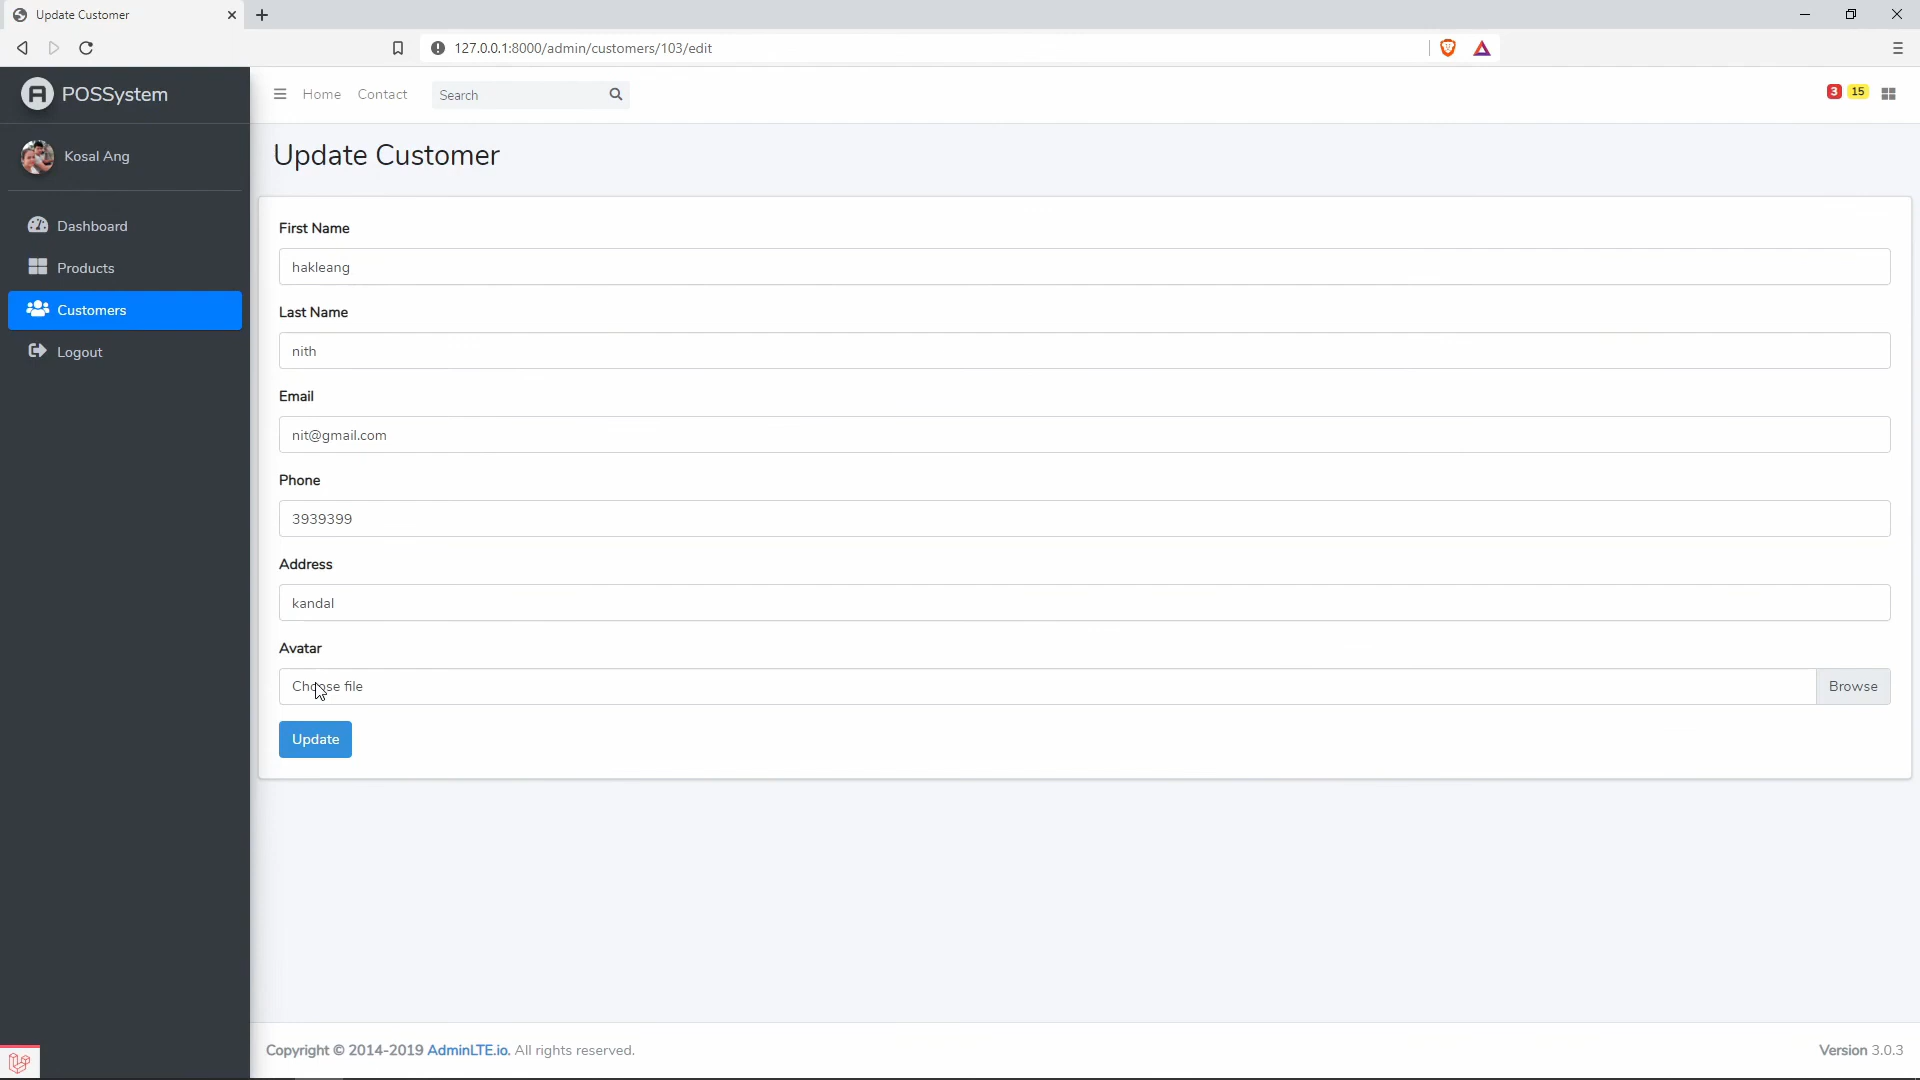 Update Customer
127.0.0.1:8000/admin/customers/103/edit
POSSystem
Home Contact Search 3 15
Kosal Ang
Update Customer
Dashboard
Products
Customers
Logout
First Name
hakleang
Last Name
nith
Email
nit@gmail.com
Phone
3939399
Address
kandal
Avatar
Choose file Browse
Update
Copyright © 2014-2019 AdminLTE.io. All rights reserved. Version 3.0.3